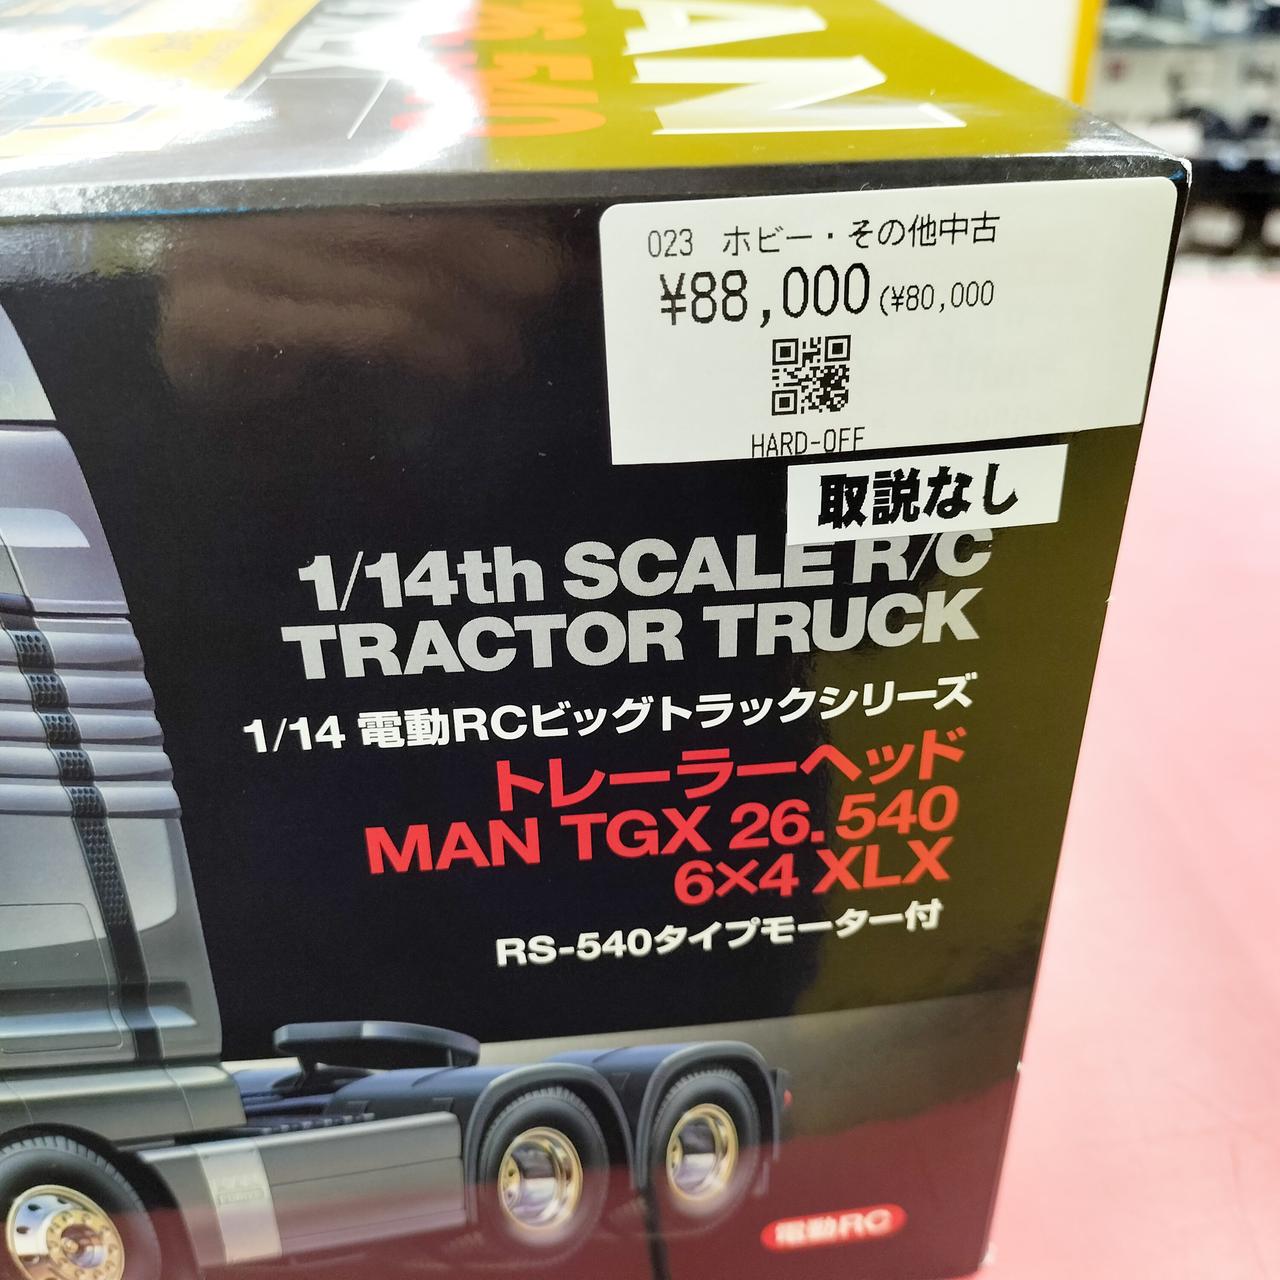 023 ホビー・その他中古
¥88,000(¥80,000
HARD-OFF
取説なし
1/14th SCALE R/C
TRACTOR TRUCK
1/14 電動RCビッグトラックシリーズ
トレーラーヘッド
MAN TGX 26.540
6×4 XLX
RS-540タイプモーター付
電動RC